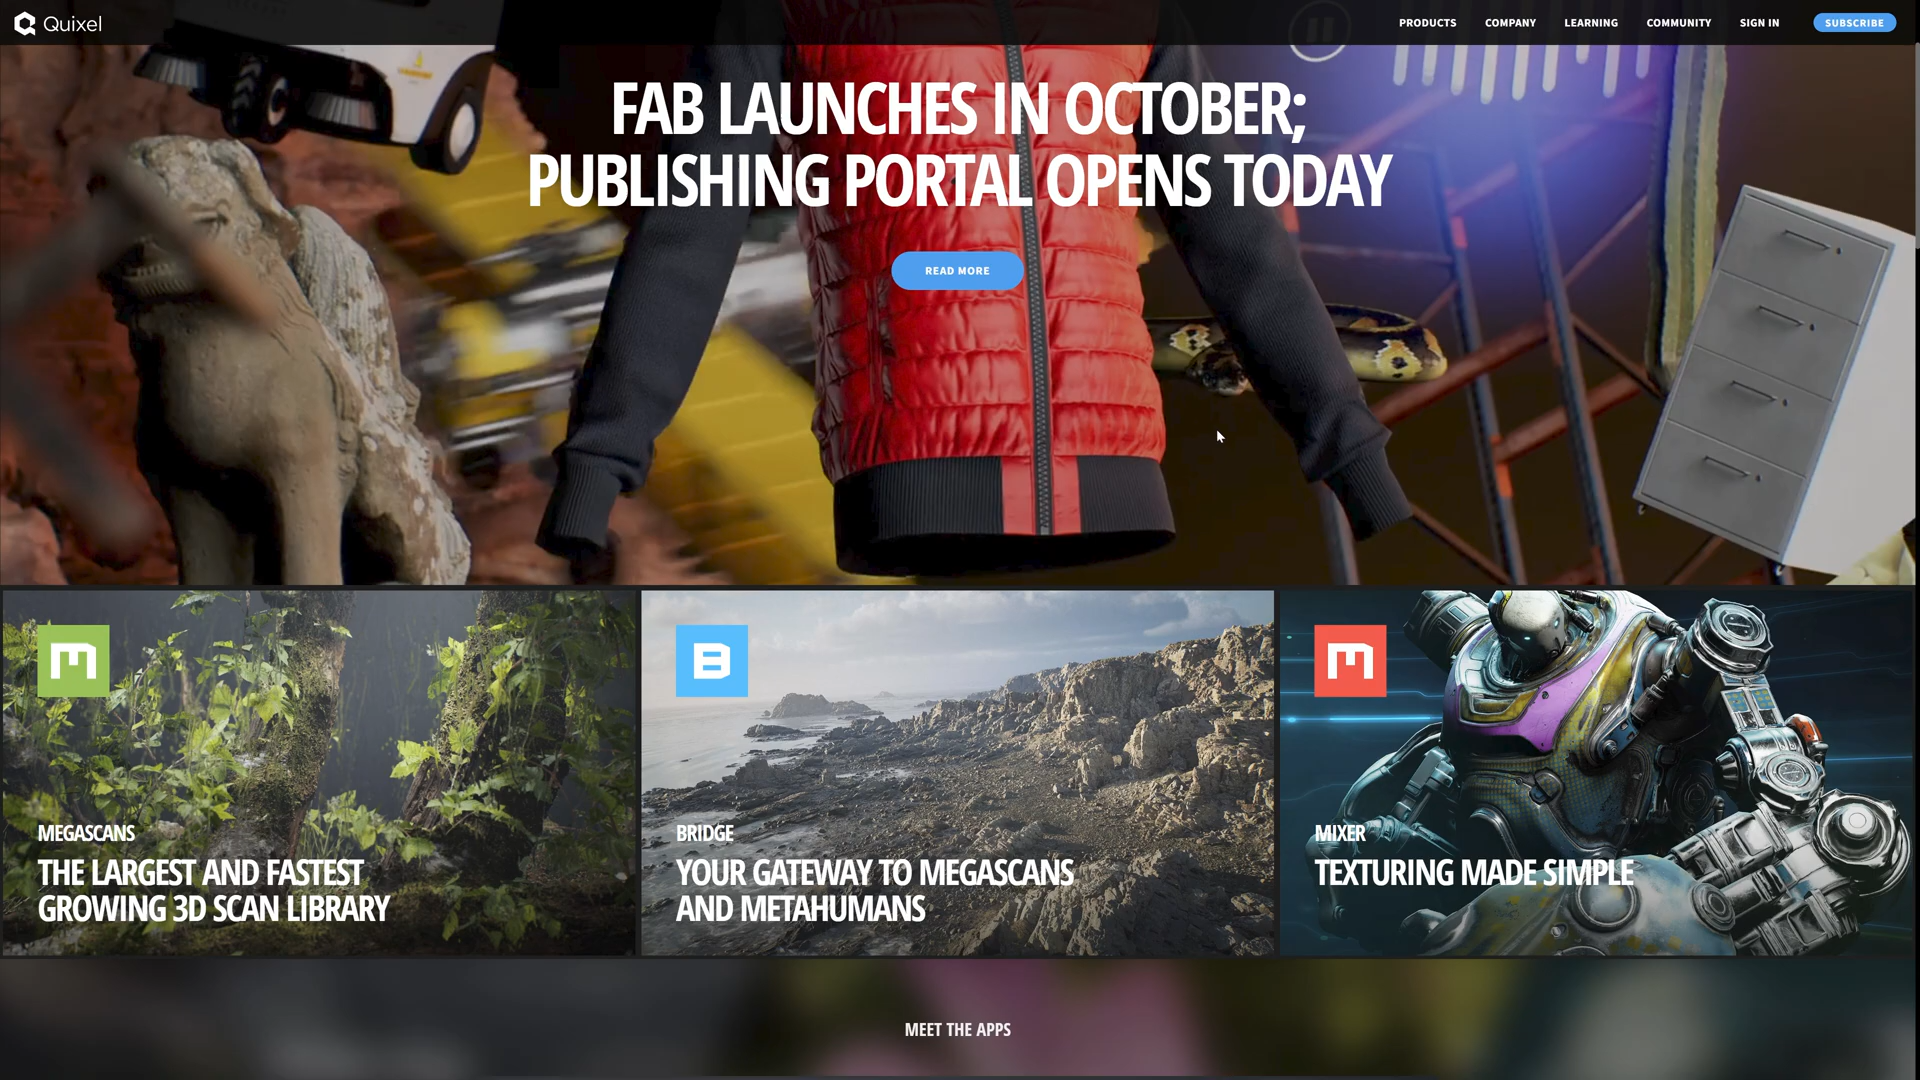 Quixel
PRODUCTS
COMPANY
LEARNING
COMMUNITY
SIGN IN
SUBSCRIBE
FAB LAUNCHES IN OCTOBER;
PUBLISHING PORTAL OPENS TODAY
READ MORE
M
B
M
MEGASCANS
THE LARGEST AND FASTEST
GROWING 3D SCAN LIBRARY
BRIDGE
YOUR GATEWAY TO MEGASCANS
AND METAHUMANS
MIXER
TEXTURING MADE SIMPLE
MEET THE APPS